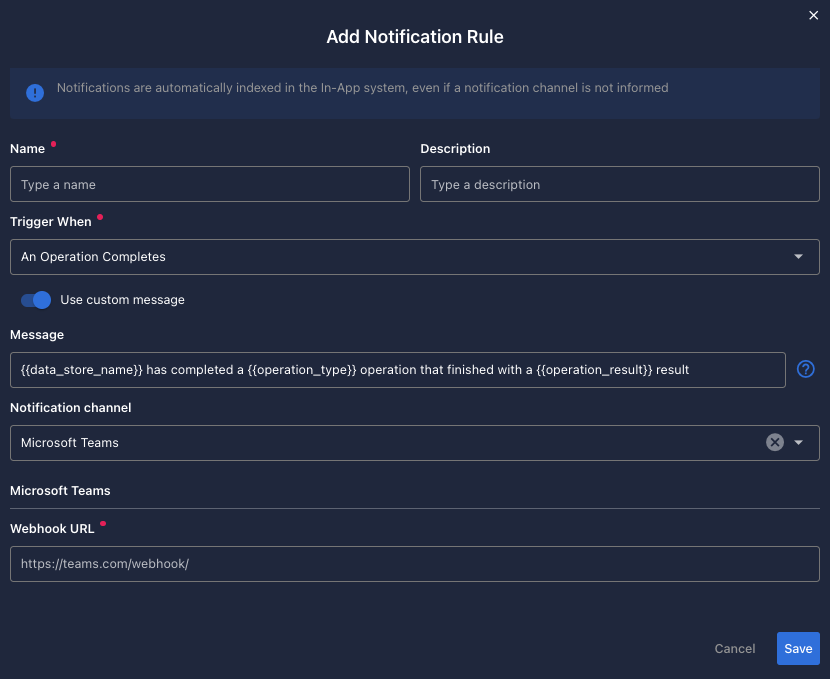 Add Notification Rule
Notifications are automatically indexed in the In-App system, even if a notification channel is not informed
Name
Description
Type a name
Type a description
Trigger When
An Operation Completes
Use custom message
Message
{{data_store_name}} has completed a {{operation_type}} operation that finished with a {{operation_result}} result
Notification channel
Microsoft Teams
Microsoft Teams
Webhook URL
https://teams.com/webhook/
Cancel
Save